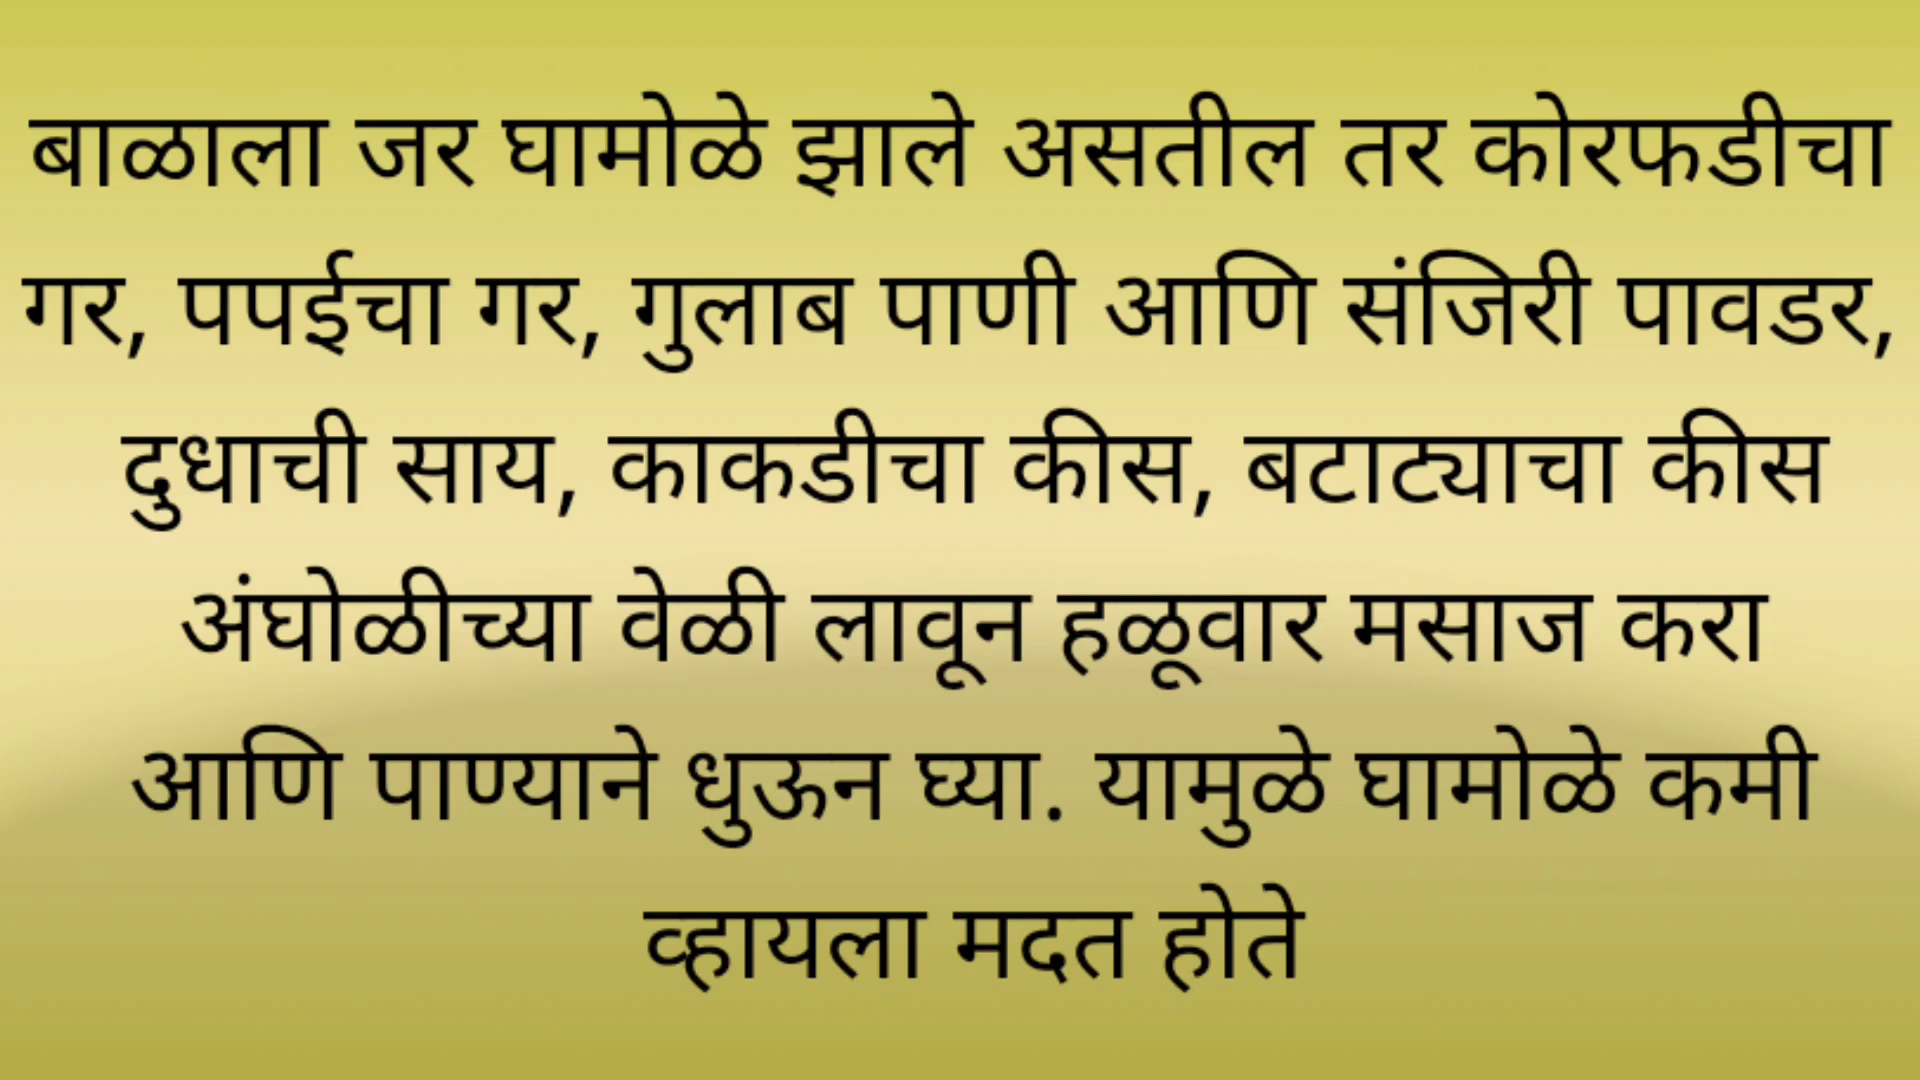 बाळाला जर घामोळे झाले असतील तर कोरफडीचा
गर, पपईचा गर, गुलाब पाणी आणि संजिरी पावडर,
दुधाची साय, काकडीचा कीस, बटाट्याचा कीस
अंघोळीच्या वेळी लावून हळूवार मसाज करा
आणि पाण्याने धुऊन घ्या. यामुळे घामोळे कमी
व्हायला मदत होते